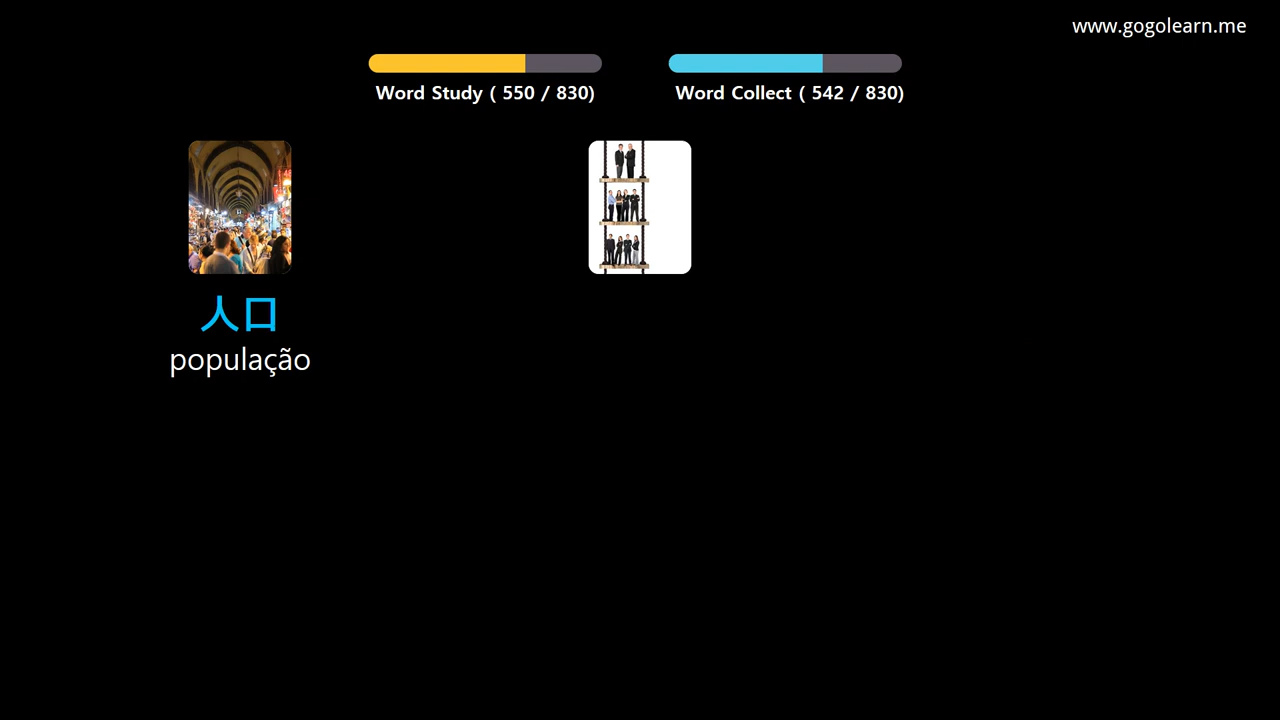 www.gogolearn.me
Word Study ( 550 / 830)
Word Collect ( 542 / 830)
人口
população